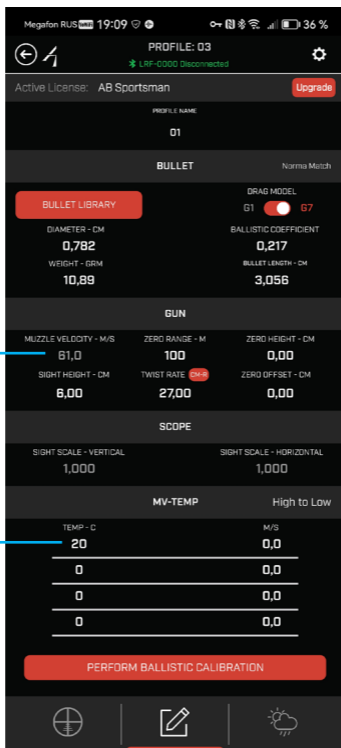 Megafon RUS 19:09 36 %
PROFILE: 03
LRF-0000 Disconnected
Active License: AB Sportsman Upgrade
PROFILE NAME
01
BULLET Norma Match
BULLET LIBRARY
DRAG MODEL
G1 G7
DIAMETER - CM BALLISTIC COEFFICIENT
0,782 0,217
WEIGHT - GRM BULLET LENGTH - CM
10,89 3,056
GUN
MUZZLE VELOCITY - M/S ZERO RANGE - M ZERO HEIGHT - CM
61,0 100 0,00
SIGHT HEIGHT - CM TWIST RATE CM-R ZERO OFFSET - CM
6,00 27,00 0,00
SCOPE
SIGHT SCALE - VERTICAL SIGHT SCALE - HORIZONTAL
1,000 1,000
MV-TEMP High to Low
TEMP - C M/S
20 0,0
0 0,0
0 0,0
0 0,0
PERFORM BALLISTIC CALIBRATION